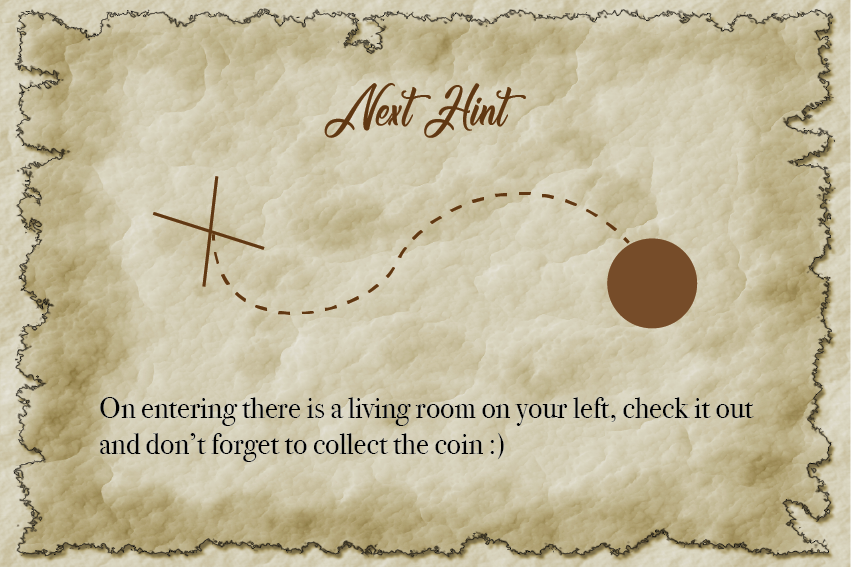 Next Hint
On entering there is a living room on your left, check it out
and don't forget to collect the coin :)